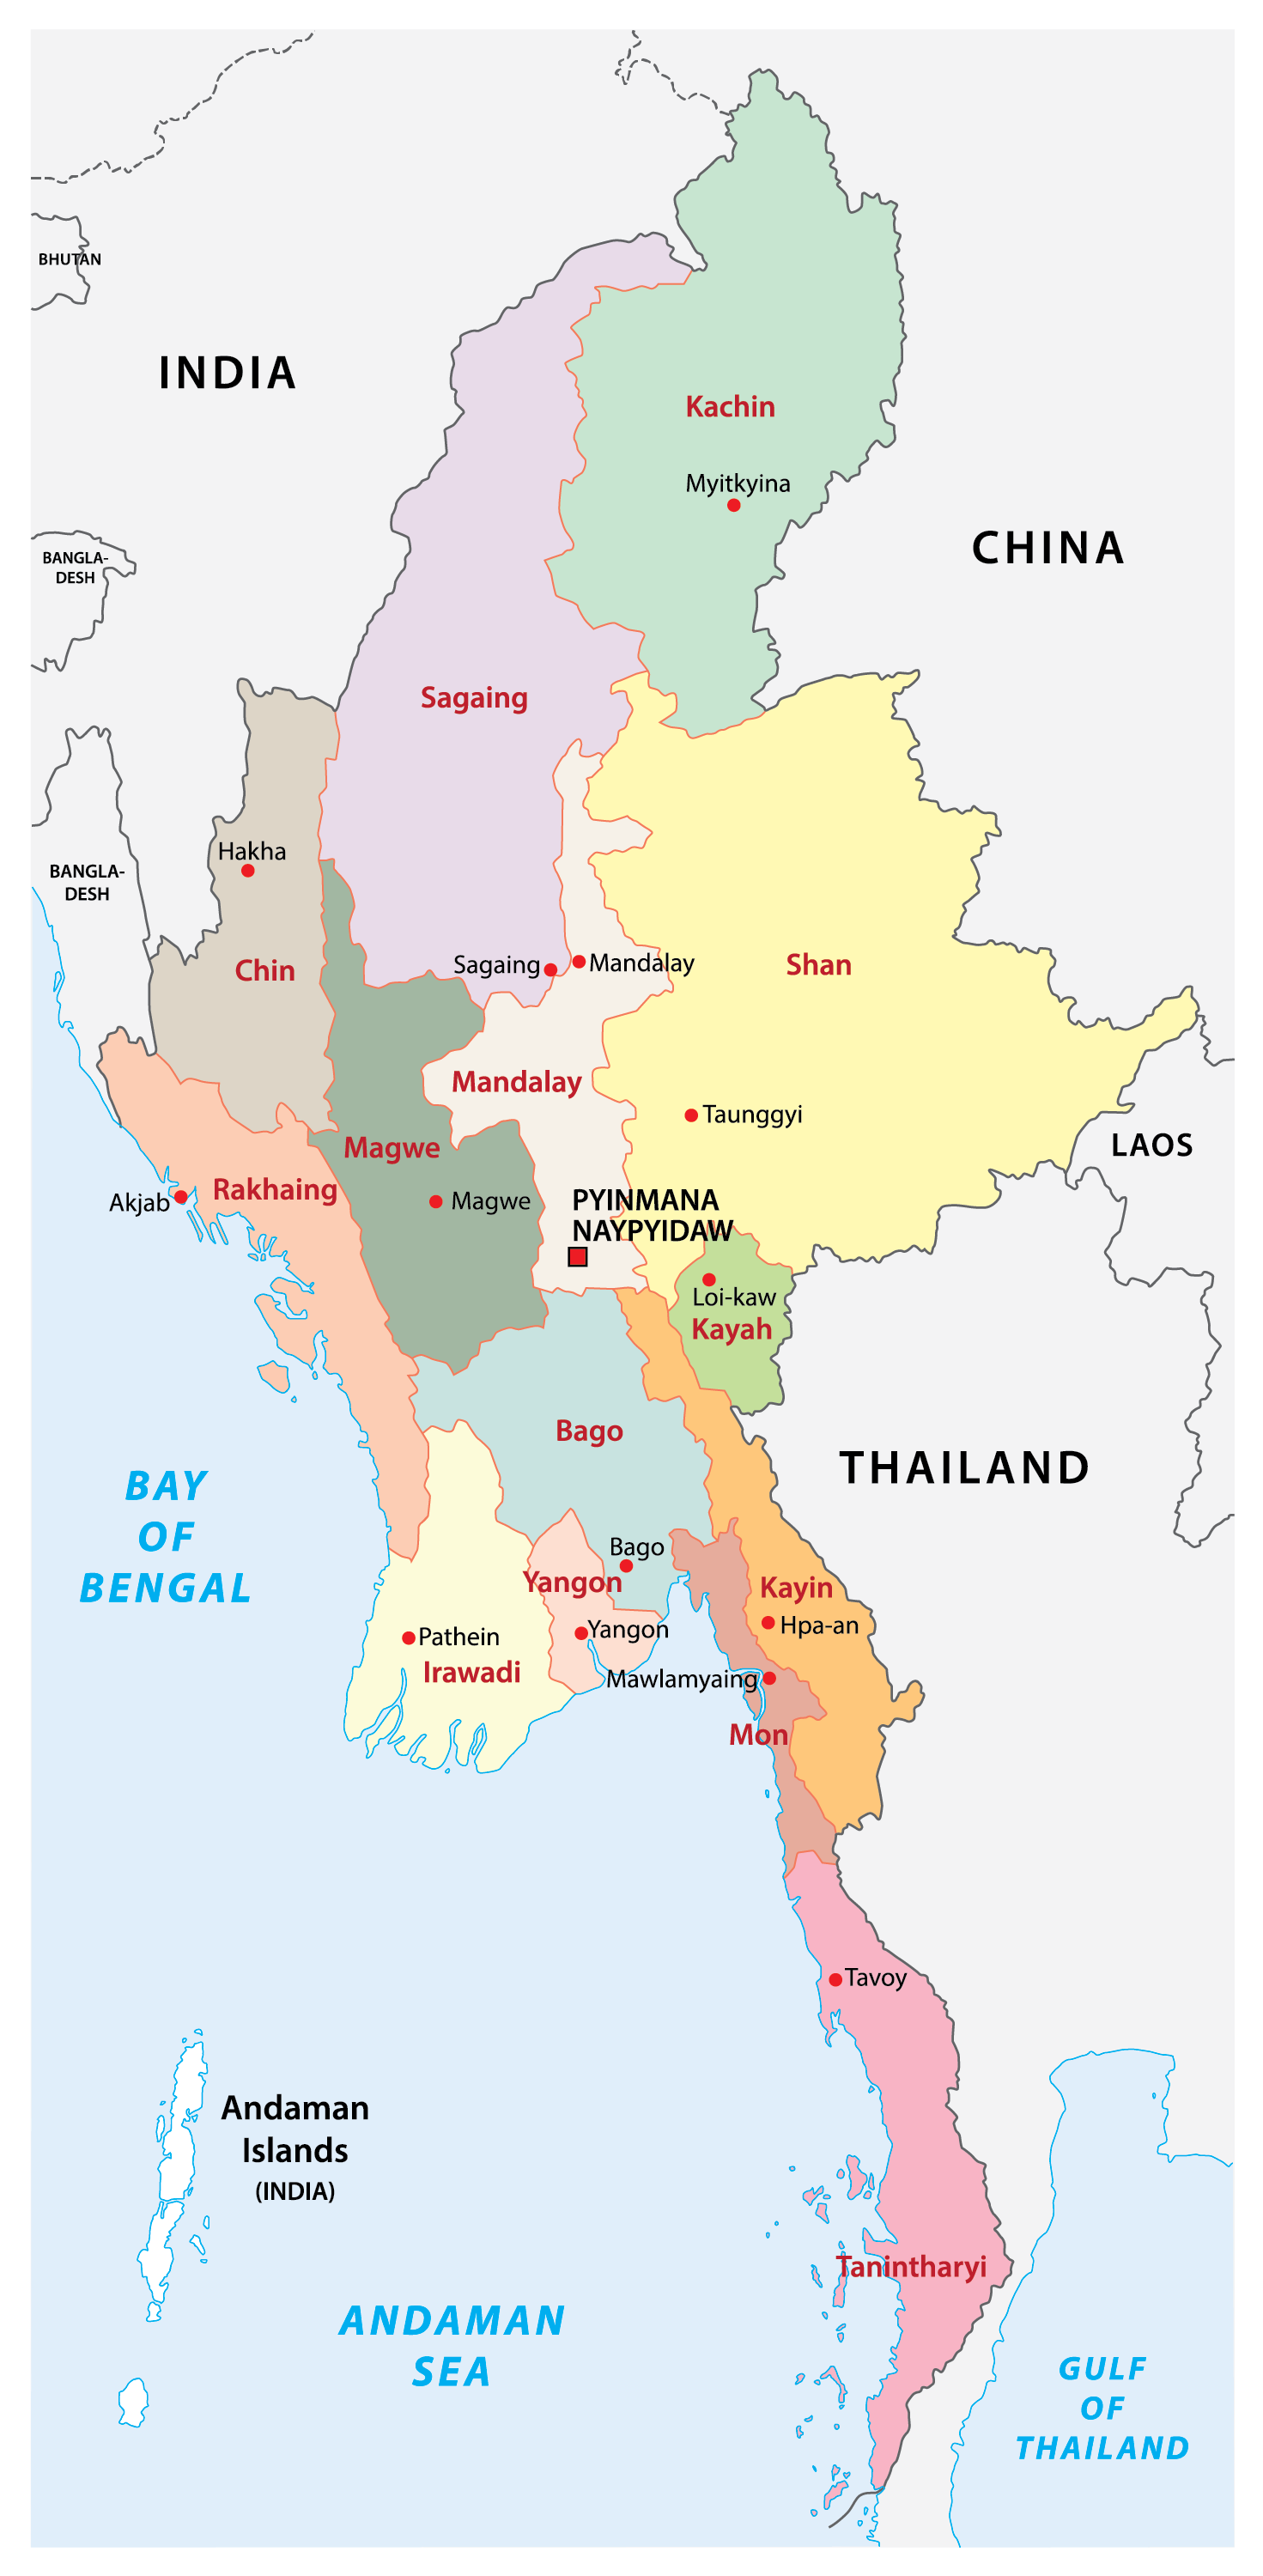 BHUTAN
INDIA
Kachin
Myitkyina
CHINA
BANGLA-
DESH
Sagaing
Hakha
BANGLA-
DESH
Chin
Sagaing
Mandalay
Shan
Mandalay
Taunggyi
LAOS
Magwe
Rakhaing
Akjab
Magwe
PYINMANA
NAYPYIDAW
Loi-kaw
Kayah
Bago
THAILAND
BAY
OF
BENGAL
Bago
Yangon
Kayin
Hpa-an
Yangon
Pathein
Irawadi
Mawlamyaing
Mon
Tavoy
Andaman
Islands
(INDIA)
Tanintharyi
ANDAMAN
SEA
GULF
OF
THAILAND